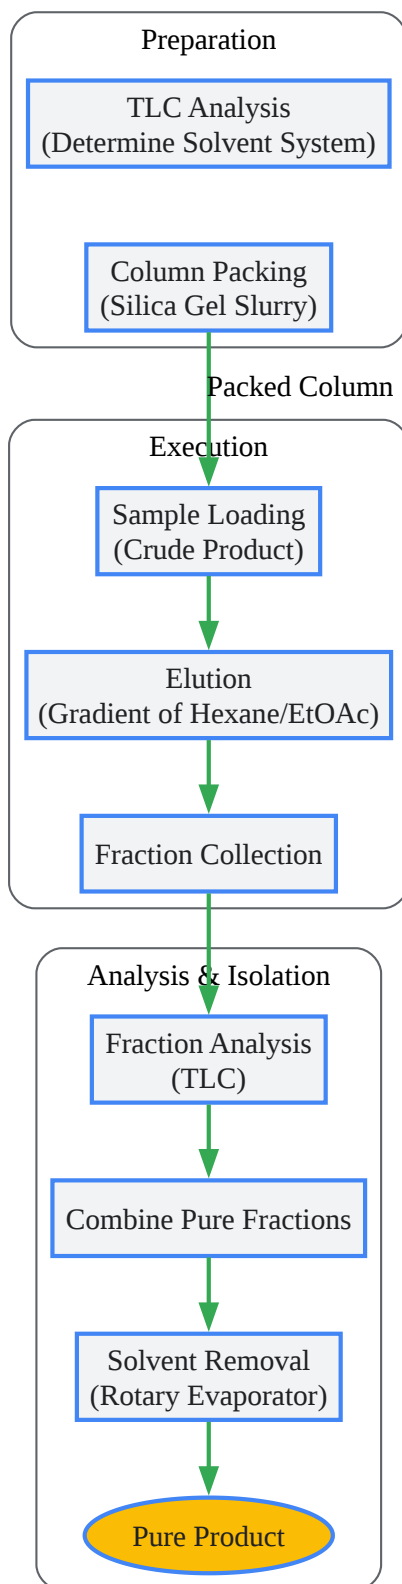 Preparation
TLC Analysis
(Determine Solvent System)
Column Packing
(Silica Gel Slurry)
Packed Column
Execution
Sample Loading
(Crude Product)
Elution
(Gradient of Hexane/EtOAc)
Fraction Collection
Analysis & Isolation
Fraction Analysis
(TLC)
Combine Pure Fractions
Solvent Removal
(Rotary Evaporator)
Pure Product